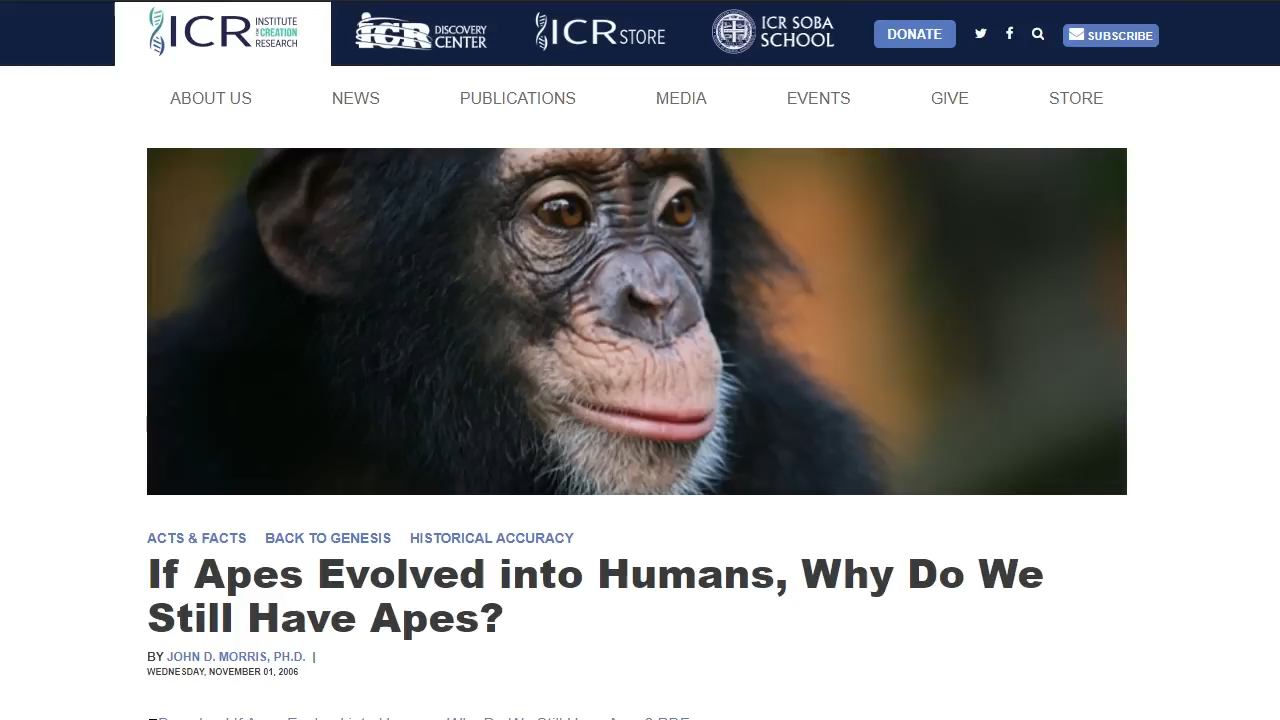 ICR INSTITUTE FOR CREATION RESEARCH
ICR DISCOVERY CENTER
ICR STORE
ICR SOBA SCHOOL
DONATE
SUBSCRIBE
ABOUT US NEWS PUBLICATIONS MEDIA EVENTS GIVE STORE
ACTS & FACTS BACK TO GENESIS HISTORICAL ACCURACY
If Apes Evolved into Humans, Why Do We
Still Have Apes?
BY JOHN D. MORRIS, PH.D. |
WEDNESDAY, NOVEMBER 01, 2006